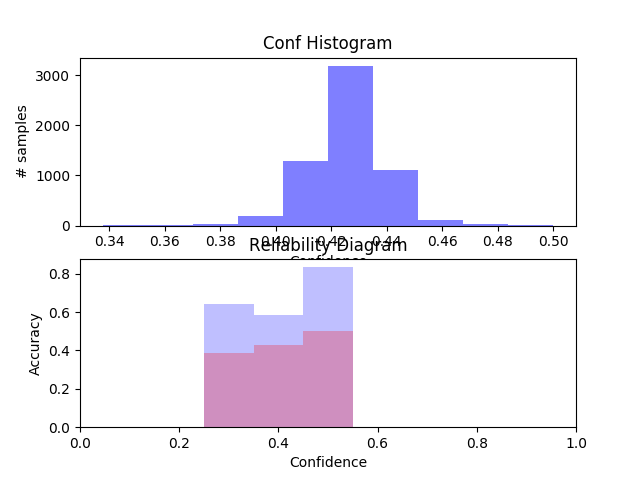 Conf Histogram
3000
2000
1000
0
# samples
0.34 0.36 0.38 0.40 0.42 0.44 0.46 0.48 0.50
Confidence
Reliability Diagram
0.8
0.6
0.4
0.2
0.0
Accuracy
0.0 0.2 0.4 0.6 0.8 1.0
Confidence